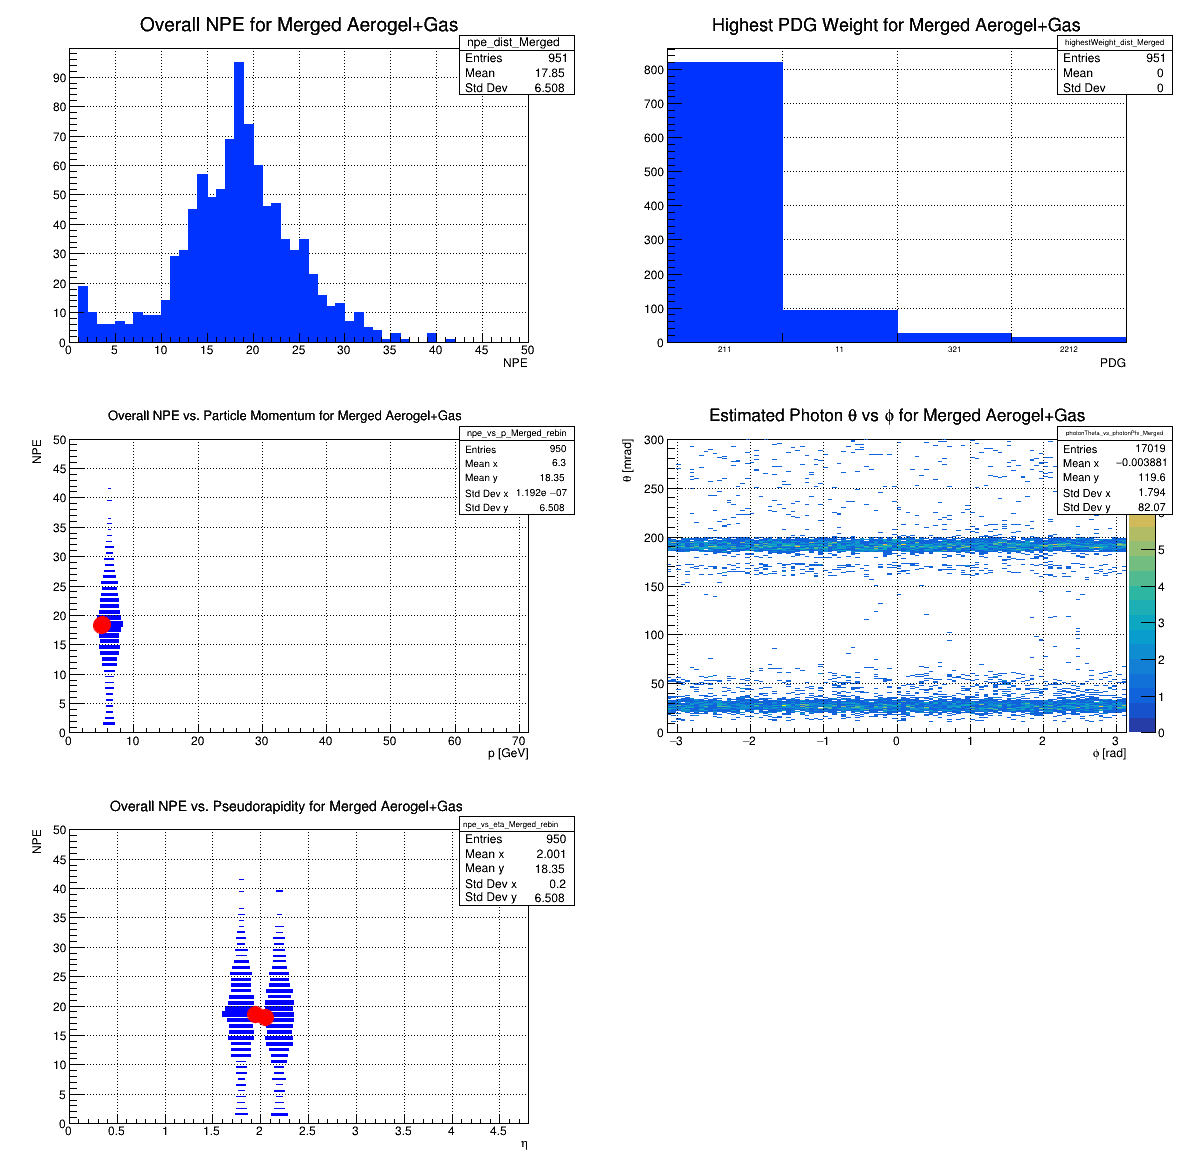 Overall NPE for Merged Aerogel+Gas
npe_dist_Merged
Entries 951
Mean 17.85
Std Dev 6.508
90
80
70
60
50
40
30
20
10
0
0 5 10 15 20 25 30 35 40 45 50
NPE
Highest PDG Weight for Merged Aerogel+Gas
highestWeight_dist_Merged
Entries 951
Mean 0
Std Dev 0
800
700
600
500
400
300
200
100
0
211 11 321 2212
PDG
Overall NPE vs. Particle Momentum for Merged Aerogel+Gas
npe_vs_p_Merged_rebin
Entries 950
Mean x 6.3
Mean y 18.35
Std Dev x 1.192e −07
Std Dev y 6.508
NPE
50
45
40
35
30
25
20
15
10
5
0
0 10 20 30 40 50 60 70
p [GeV]
Estimated Photon θ vs ϕ for Merged Aerogel+Gas
photonTheta_vs_photonPhi_Merged
Entries 17019
Mean x −0.003881
Mean y 119.6
Std Dev x 1.794
Std Dev y 82.07
θ [mrad]
300
250
200
150
100
50
0
−3 −2 −1 0 1 2 3
ϕ [rad]
5
4
3
2
1
0
Overall NPE vs. Pseudorapidity for Merged Aerogel+Gas
npe_vs_eta_Merged_rebin
Entries 950
Mean x 2.001
Mean y 18.35
Std Dev x 0.2
Std Dev y 6.508
NPE
50
45
40
35
30
25
20
15
10
5
0
0 0.5 1 1.5 2 2.5 3 3.5 4 4.5
η